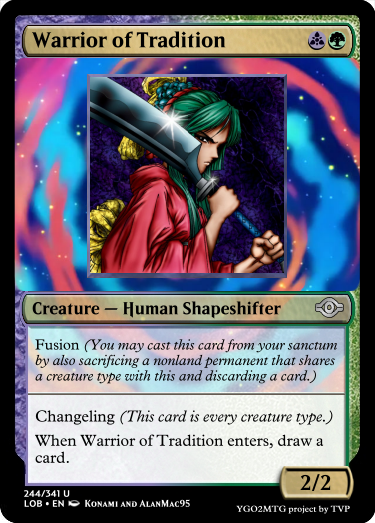 Warrior of Tradition
Creature — Human Shapeshifter
Fusion (You may cast this card from your sanctum
by also sacrificing a nonland permanent that shares
a creature type with this and discarding a card.)
Changeling (This card is every creature type.)
When Warrior of Tradition enters, draw a
card.
2/2
244/341 U
LOB • EN Konami and AlanMac95
YGO2MTG project by TVP